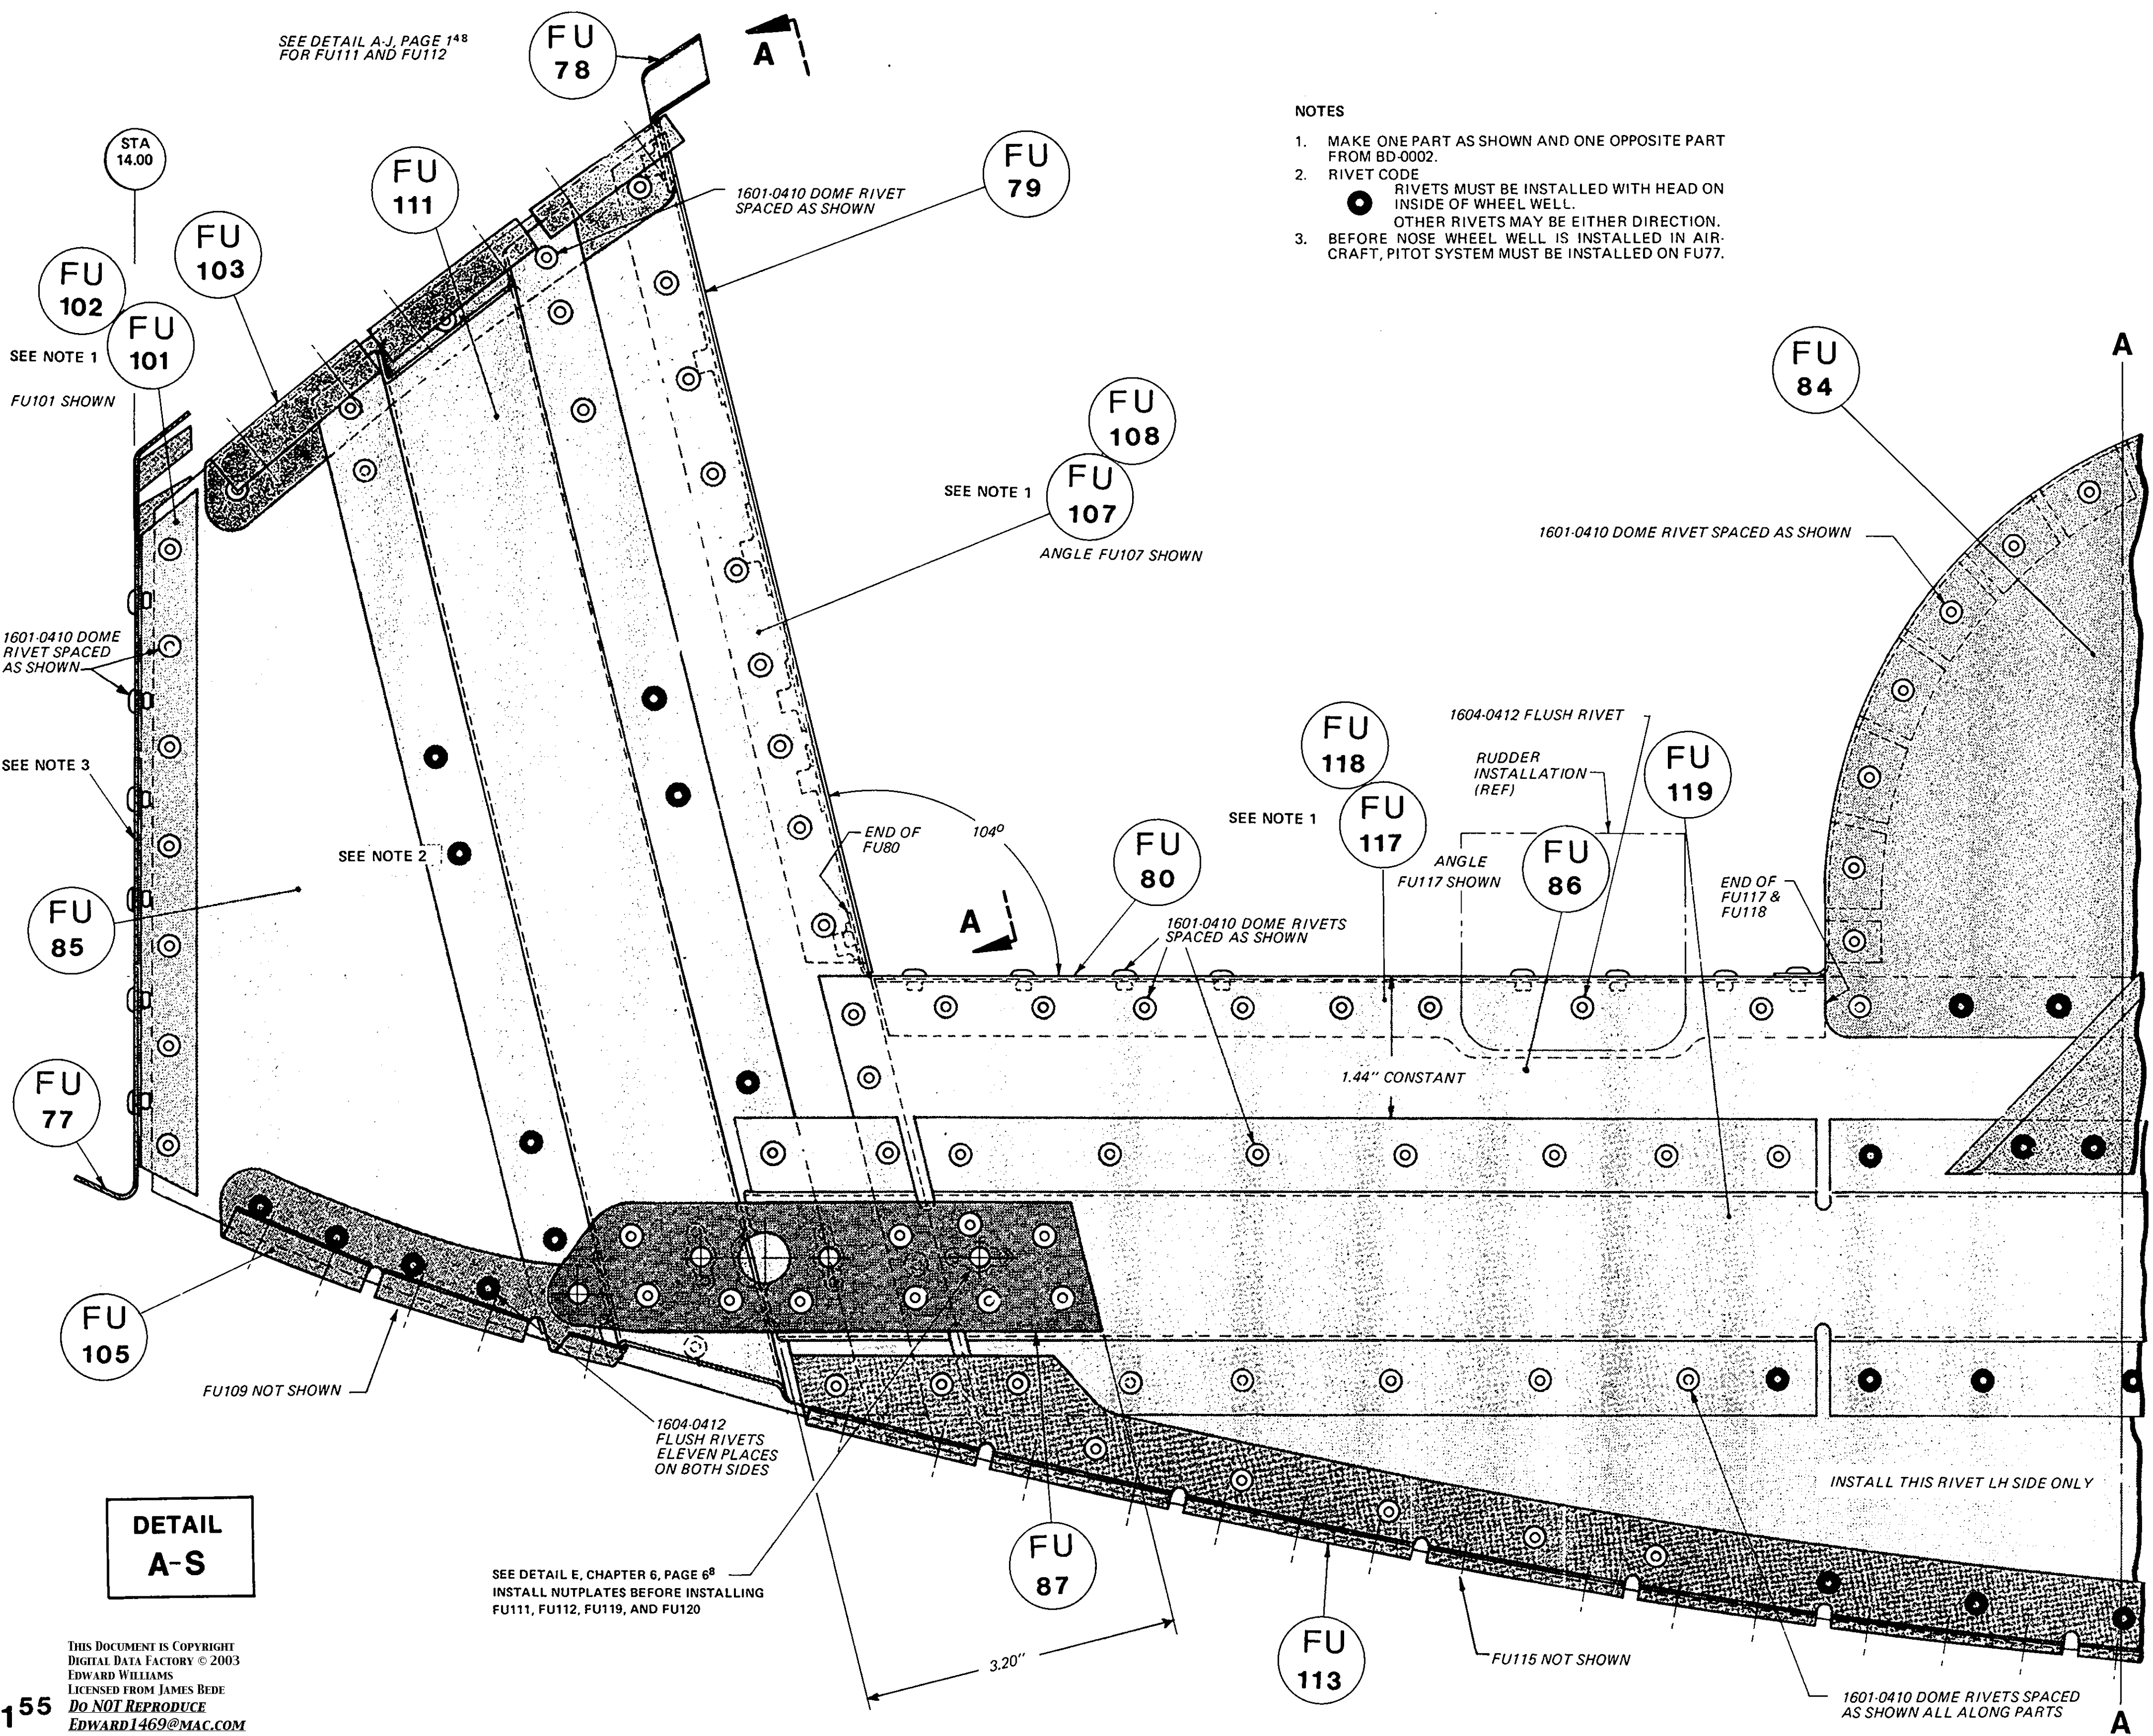 SEE DETAIL A-J, PAGE 1⁴⁸
FOR FU111 AND FU112
FU
78
A
STA
14.00
FU
111
1601-0410 DOME RIVET
SPACED AS SHOWN
FU
79
NOTES
1. MAKE ONE PART AS SHOWN AND ONE OPPOSITE PART
FROM BD-0002.
2. RIVET CODE
RIVETS MUST BE INSTALLED WITH HEAD ON
INSIDE OF WHEEL WELL.
OTHER RIVETS MAY BE EITHER DIRECTION.
3. BEFORE NOSE WHEEL WELL IS INSTALLED IN AIR-
CRAFT, PITOT SYSTEM MUST BE INSTALLED ON FU77.
FU
103
FU
102
FU
101
SEE NOTE 1
FU101 SHOWN
FU
84
A
FU
108
SEE NOTE 1
FU
107
ANGLE FU107 SHOWN
1601-0410 DOME RIVET SPACED AS SHOWN
1601-0410 DOME
RIVET SPACED
AS SHOWN
SEE NOTE 3
SEE NOTE 2
FU
85
FU
77
END OF
FU80
104°
FU
80
A
1601-0410 DOME RIVETS
SPACED AS SHOWN
FU
118
SEE NOTE 1
FU
117
ANGLE
FU117 SHOWN
1604-0412 FLUSH RIVET
RUDDER
INSTALLATION
(REF)
FU
119
FU
86
END OF
FU117 &
FU118
1.44" CONSTANT
FU
105
FU109 NOT SHOWN
1604-0412
FLUSH RIVETS
ELEVEN PLACES
ON BOTH SIDES
INSTALL THIS RIVET LH SIDE ONLY
DETAIL
A-S
SEE DETAIL E, CHAPTER 6, PAGE 6⁸
INSTALL NUTPLATES BEFORE INSTALLING
FU111, FU112, FU119, AND FU120
FU
87
3.20"
FU
113
FU115 NOT SHOWN
1601-0410 DOME RIVETS SPACED
AS SHOWN ALL ALONG PARTS
A
THIS DOCUMENT IS COPYRIGHT
DIGITAL DATA FACTORY © 2003
EDWARD WILLIAMS
LICENSED FROM JAMES BEDE
DO NOT REPRODUCE
EDWARD1469@MAC.COM
1⁵⁵